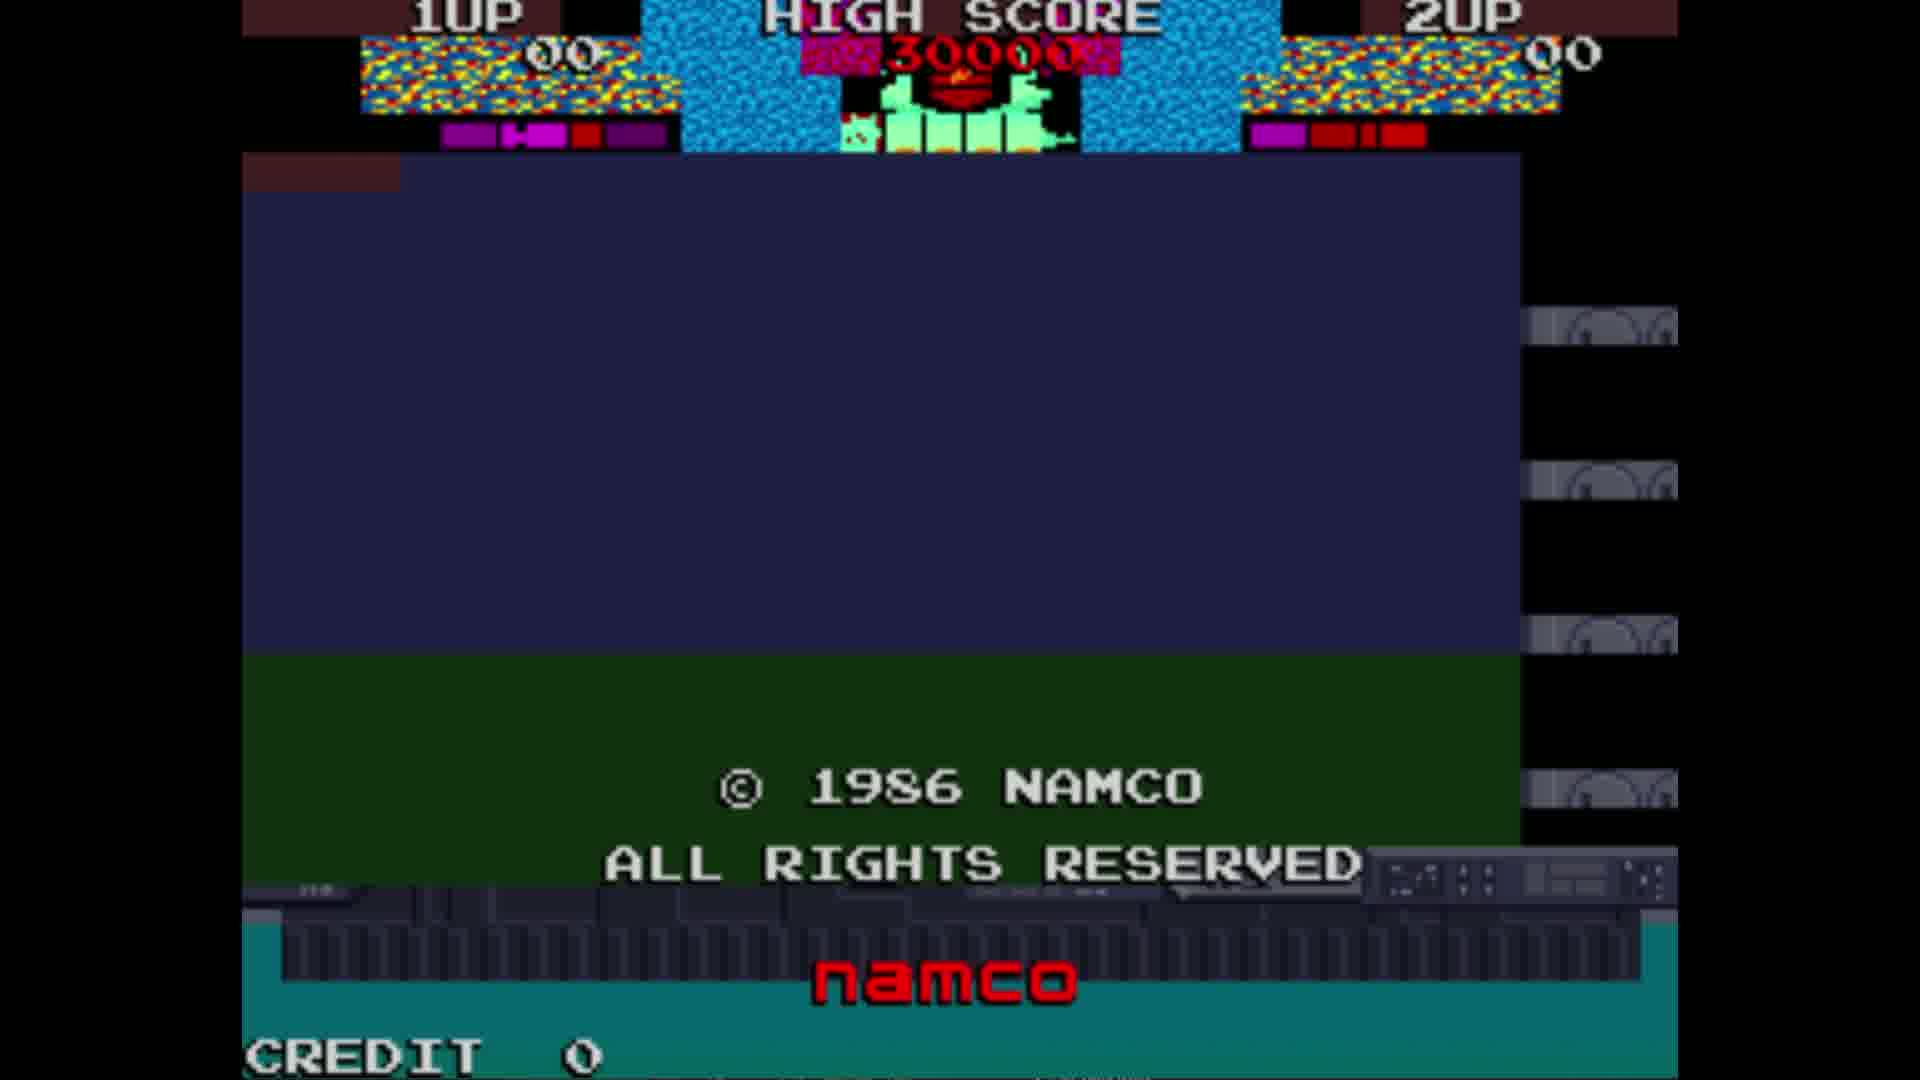 1UP HIGH SCORE 2UP
00 30000 00
© 1986 NAMCO
ALL RIGHTS RESERVED
namco
CREDIT 0